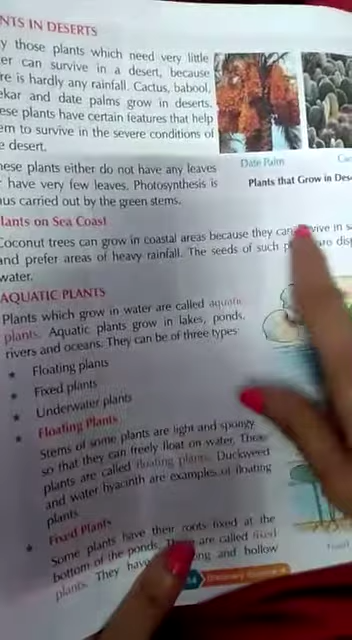 NTS IN DESERTS
y those plants which need very little
er can survive in a desert, because
re is hardly any rainfall. Cactus, babool,
ekar and date palms grow in deserts.
ese plants have certain features that help
em to survive in the severe conditions of
e desert.
Date Palm
Plants that Grow in Dese
nese plants either do not have any leaves
have very few leaves. Photosynthesis is
us carried out by the green stems.
lants on Sea Coast
Coconut trees can grow in coastal areas because they can
and prefer areas of heavy rainfall. The seeds of such
water.
AQUATIC PLANTS
Plants which grow in water are called aquatic
plants. Aquatic plants grow in lakes, ponds,
rivers and oceans. They can be of three types
Floating plants
Fixed plants
Underwater plants
Floating Plants
Stems of some plants are light and spongy
so that they can freely float on water. These
plants are called floating plants. Duckweed
and water hyacinth are examples of floating
plants
Fixed Plants
Some plants have their roots fixed at the
bottom of the ponds. are called fixed
plants. They have and hollow